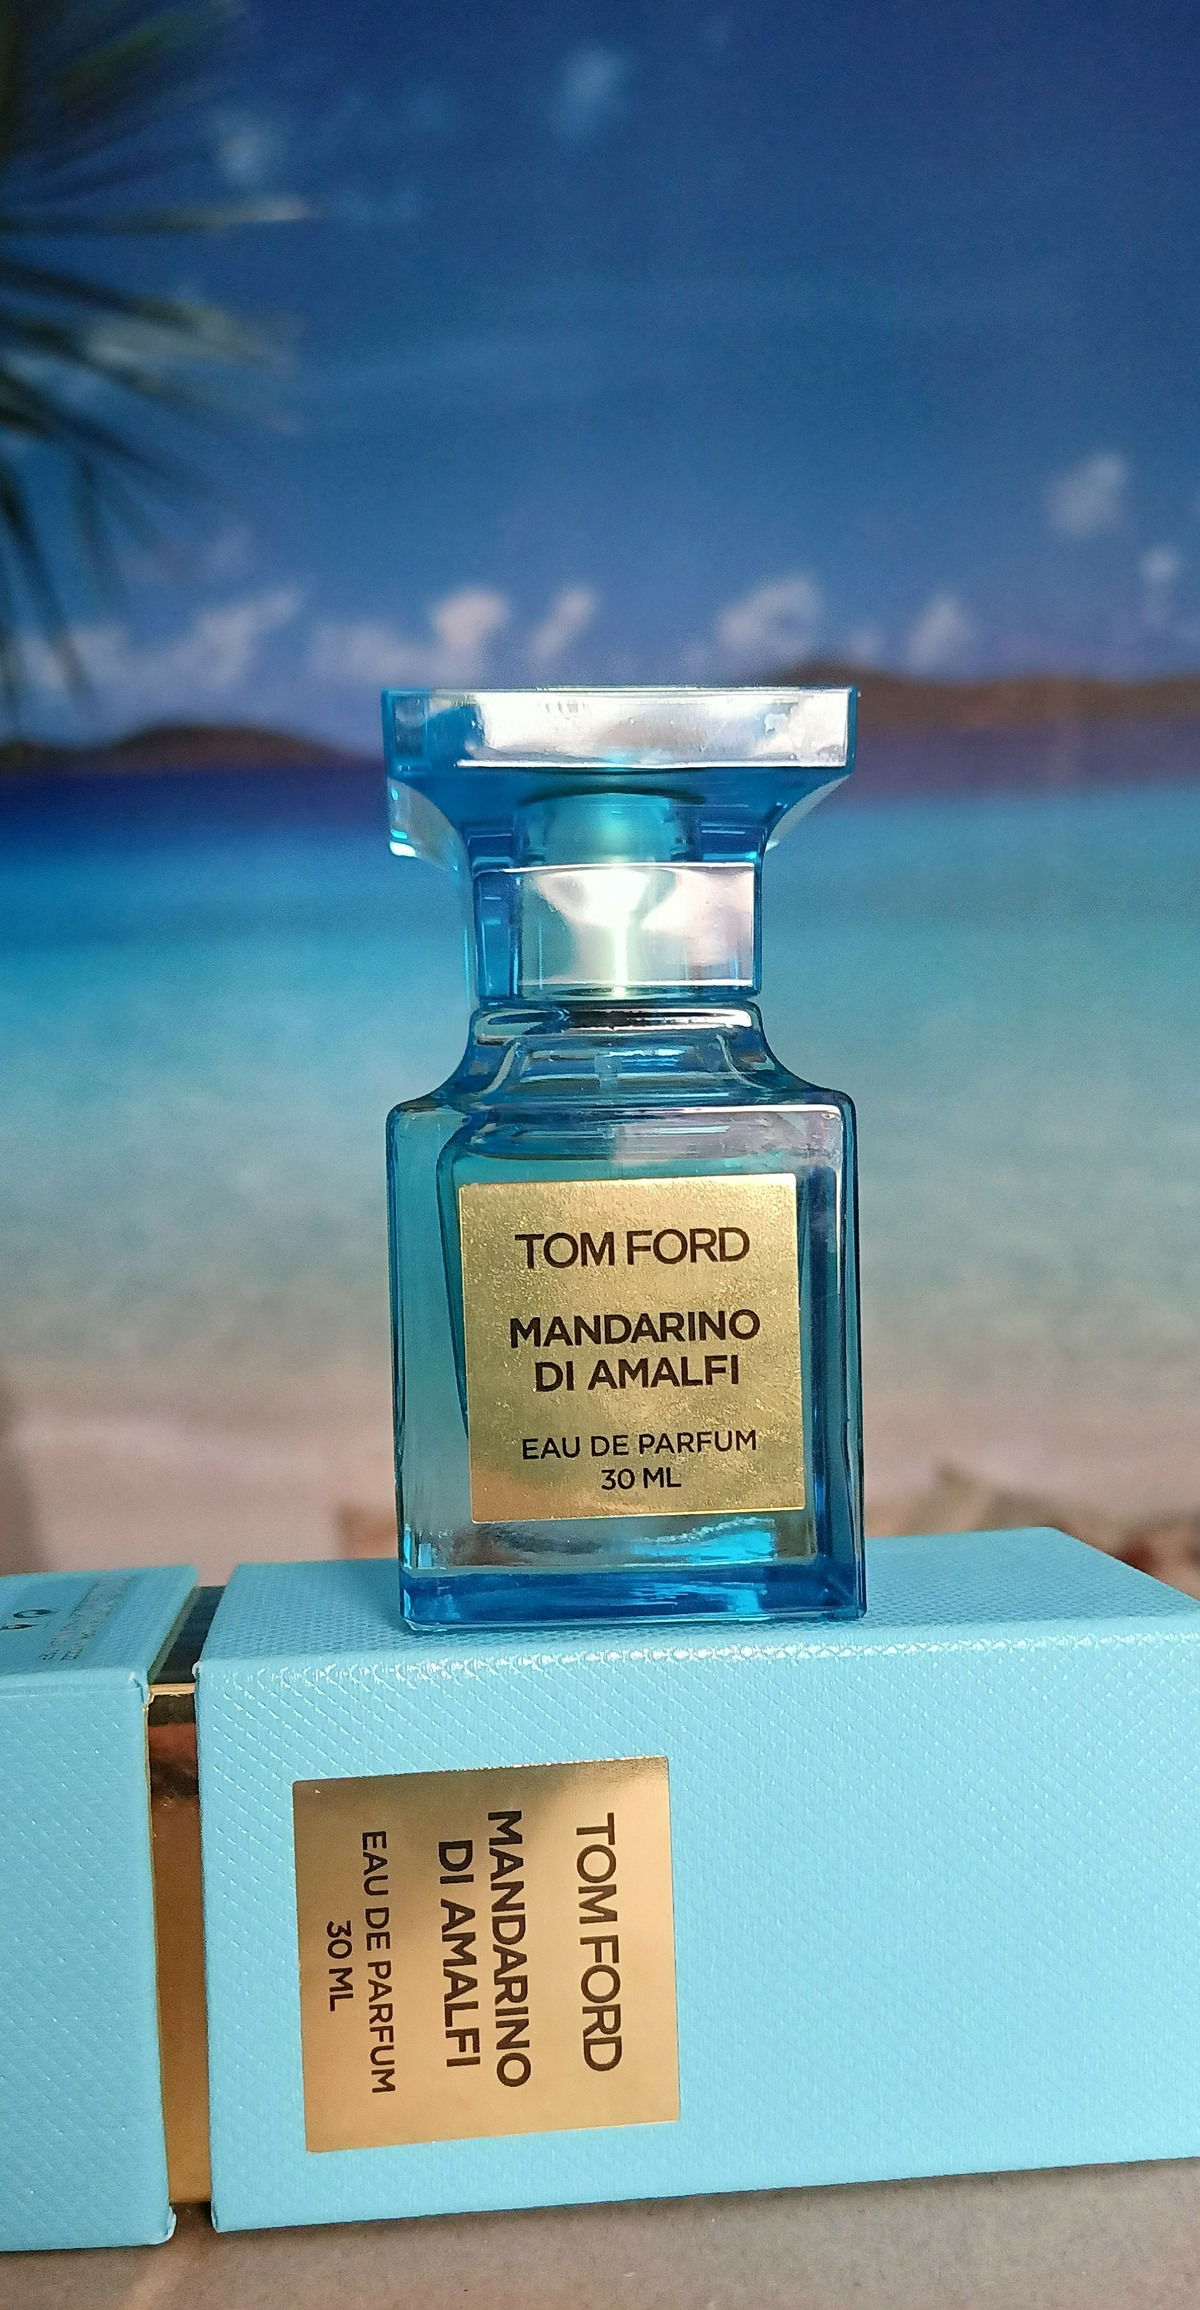 TOM FORD
MANDARINO
DI AMALFI
EAU DE PARFUM
30 ML
TOM FORD
MANDARINO
DI AMALFI
EAU DE PARFUM
30 ML